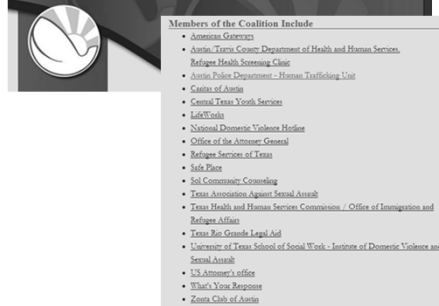 Members of the Coalition Include
American Gateways
Austin/Travis County Department of Health and Human Services,
Refugee Health Screening Clinic
Austin Police Department - Human Trafficking Unit
Caritas of Austin
Central Texas Youth Services
LifeWorks
National Domestic Violence Hotline
Office of the Attorney General
Refugee Services of Texas
Safe Place
Sol Community Counseling
Texas Association Against Sexual Assault
Texas Health and Human Services Commission / Office of Immigration and
Refugee Affairs
Texas Rio Grande Legal Aid
University of Texas School of Social Work - Institute of Domestic Violence and
Sexual Assault
US Attorney's office
What's Your Response
Zonta Club of Austin